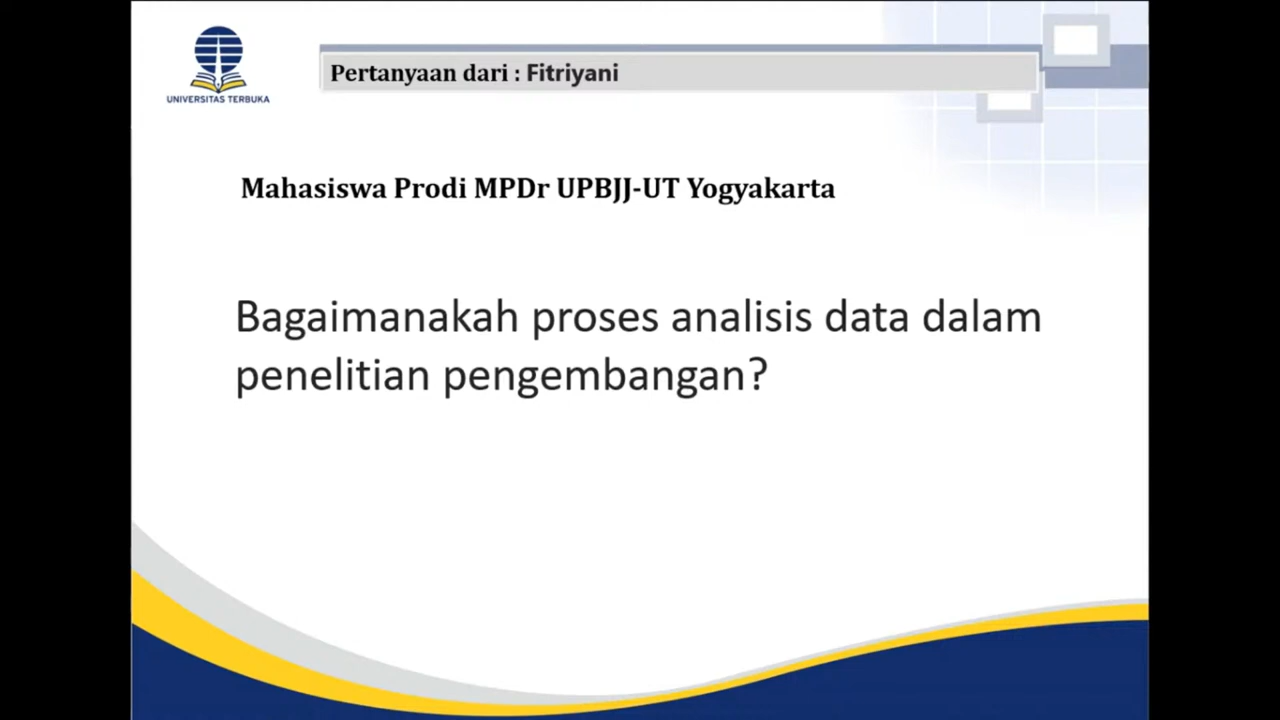 UNIVERSITAS TERBUKA
Pertanyaan dari : Fitriyani
Mahasiswa Prodi MPDr UPBJJ-UT Yogyakarta
Bagaimanakah proses analisis data dalam
penelitian pengembangan?